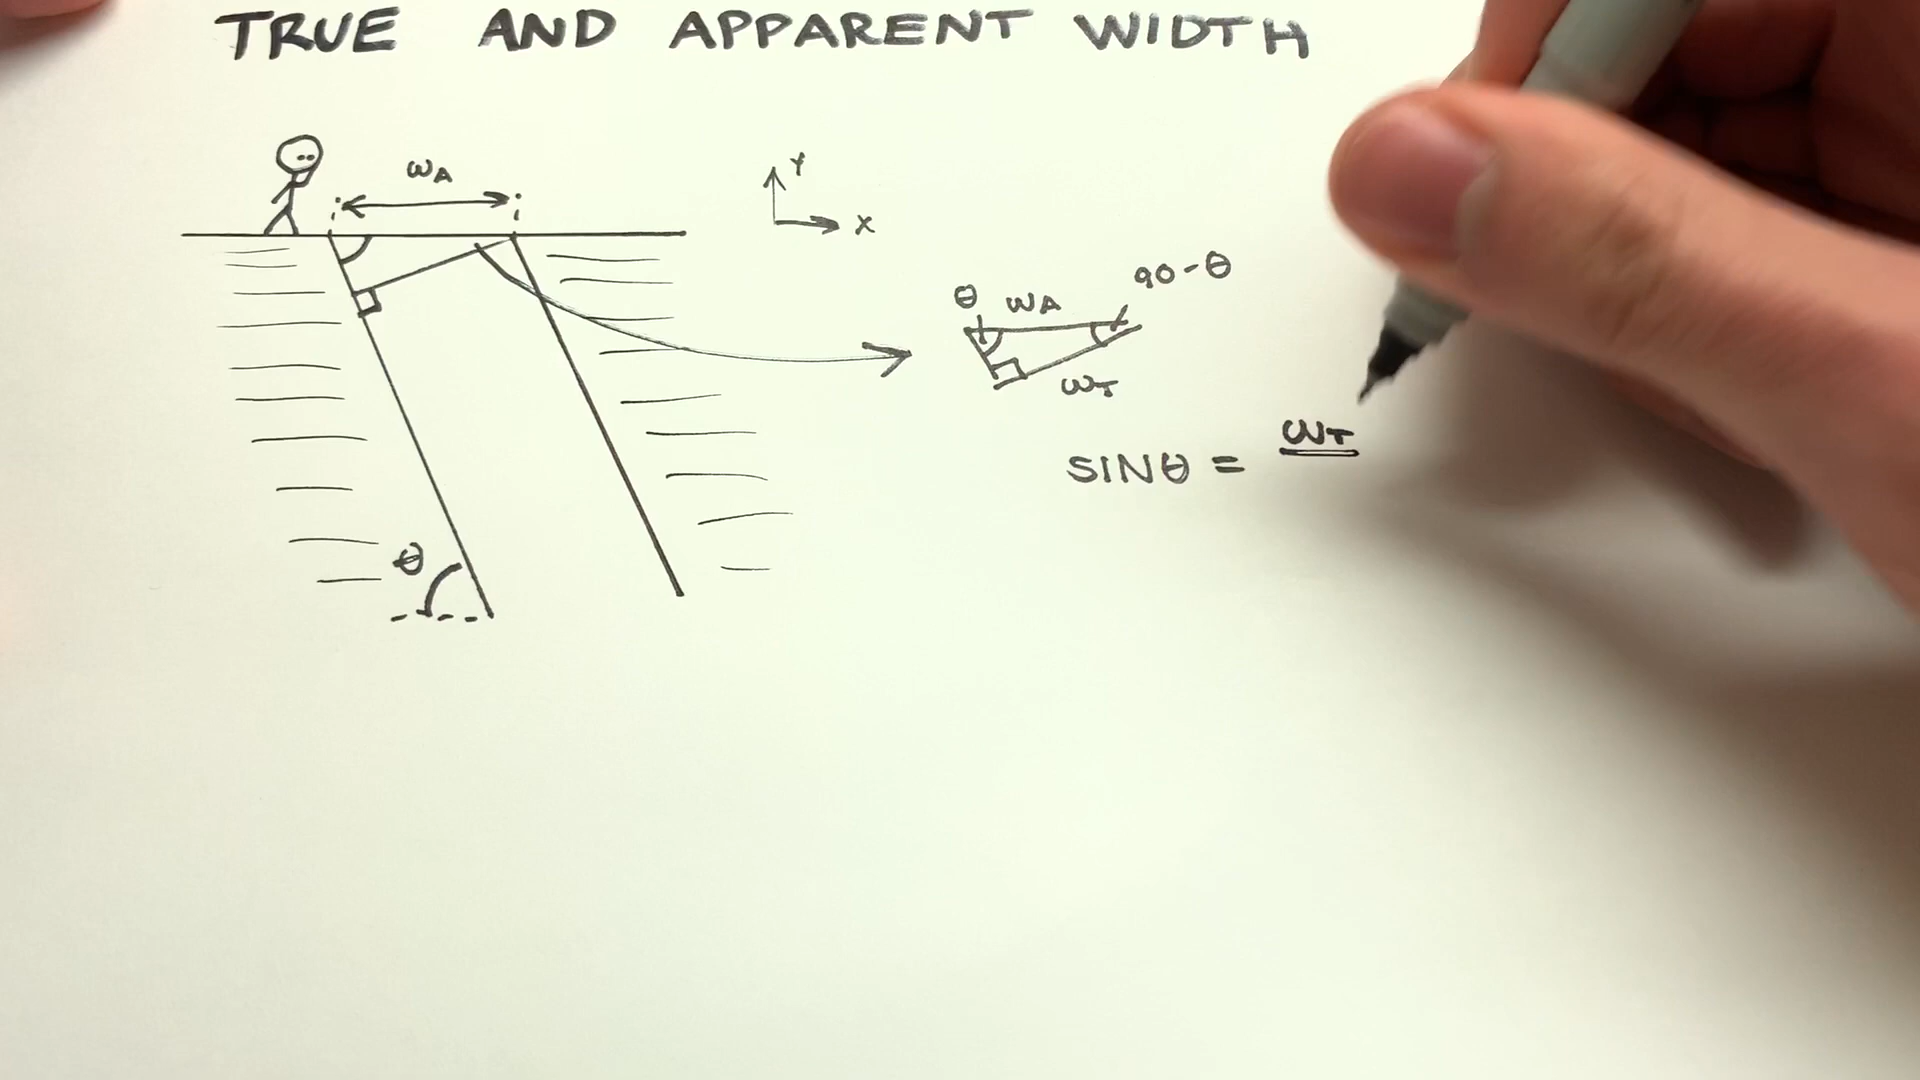 TRUE AND APPARENT WIDTH
WA
Y
X
θ WA 90-θ
WT
WT
SINθ =
θ